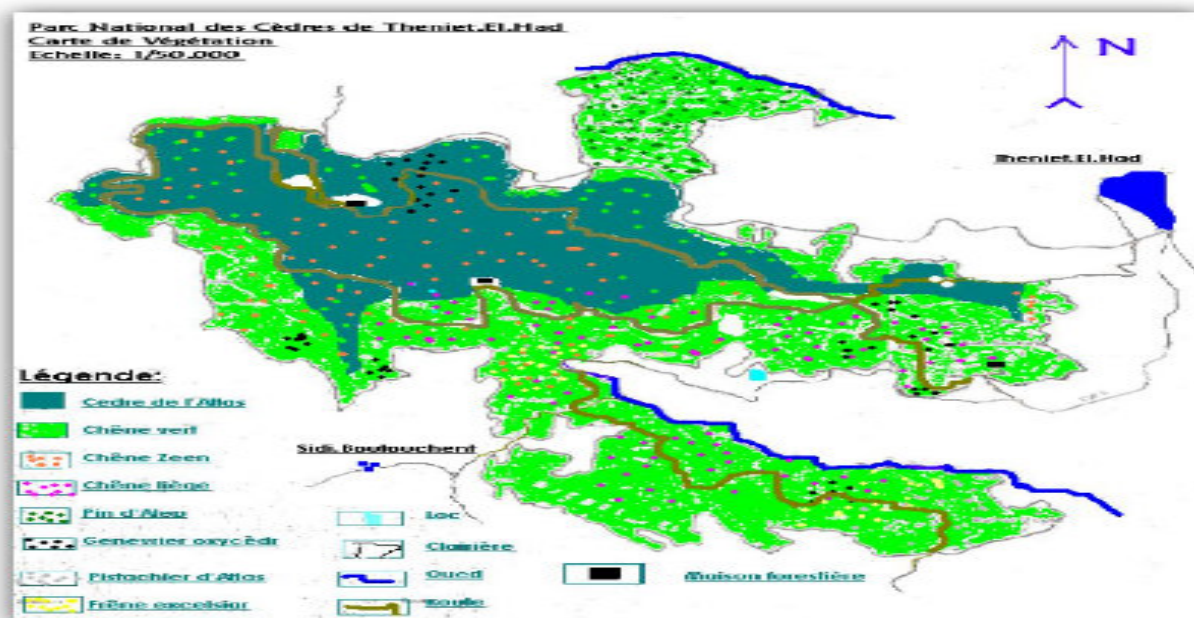 Parc National des Cèdres de Theniet.El.Had
Carte de Végétation
Echelle: 1/50.000
N
Theniet.El.Had
Légende:
Cedre de l'Atlas
Chêne vert
Chêne Zeen
Chêne liège
Pin d'Alep
Genevrier oxycèdr
Pistachier d'Atlas
Frêne excelsior
Sidi.Boutouchent
Lac
Clairière
Oued
Route
Maison forestière